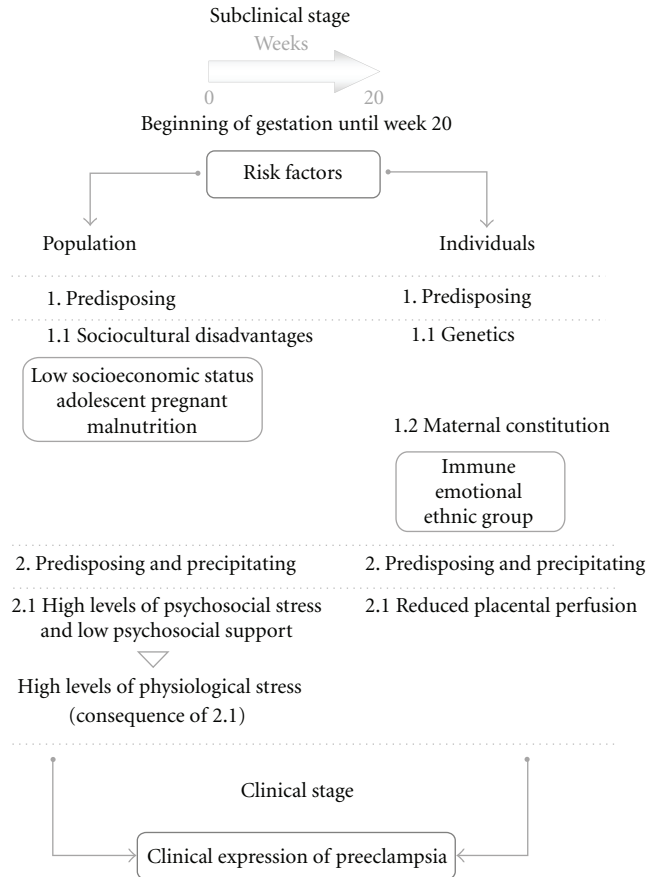 Subclinical stage
Weeks
0 20
Beginning of gestation until week 20
Risk factors
Population
Individuals
1. Predisposing
1. Predisposing
1.1 Sociocultural disadvantages
1.1 Genetics
Low socioeconomic status
adolescent pregnant
malnutrition
1.2 Maternal constitution
Immune
emotional
ethnic group
2. Predisposing and precipitating
2. Predisposing and precipitating
2.1 High levels of psychosocial stress
and low psychosocial support
2.1 Reduced placental perfusion
High levels of physiological stress
(consequence of 2.1)
Clinical stage
Clinical expression of preeclampsia